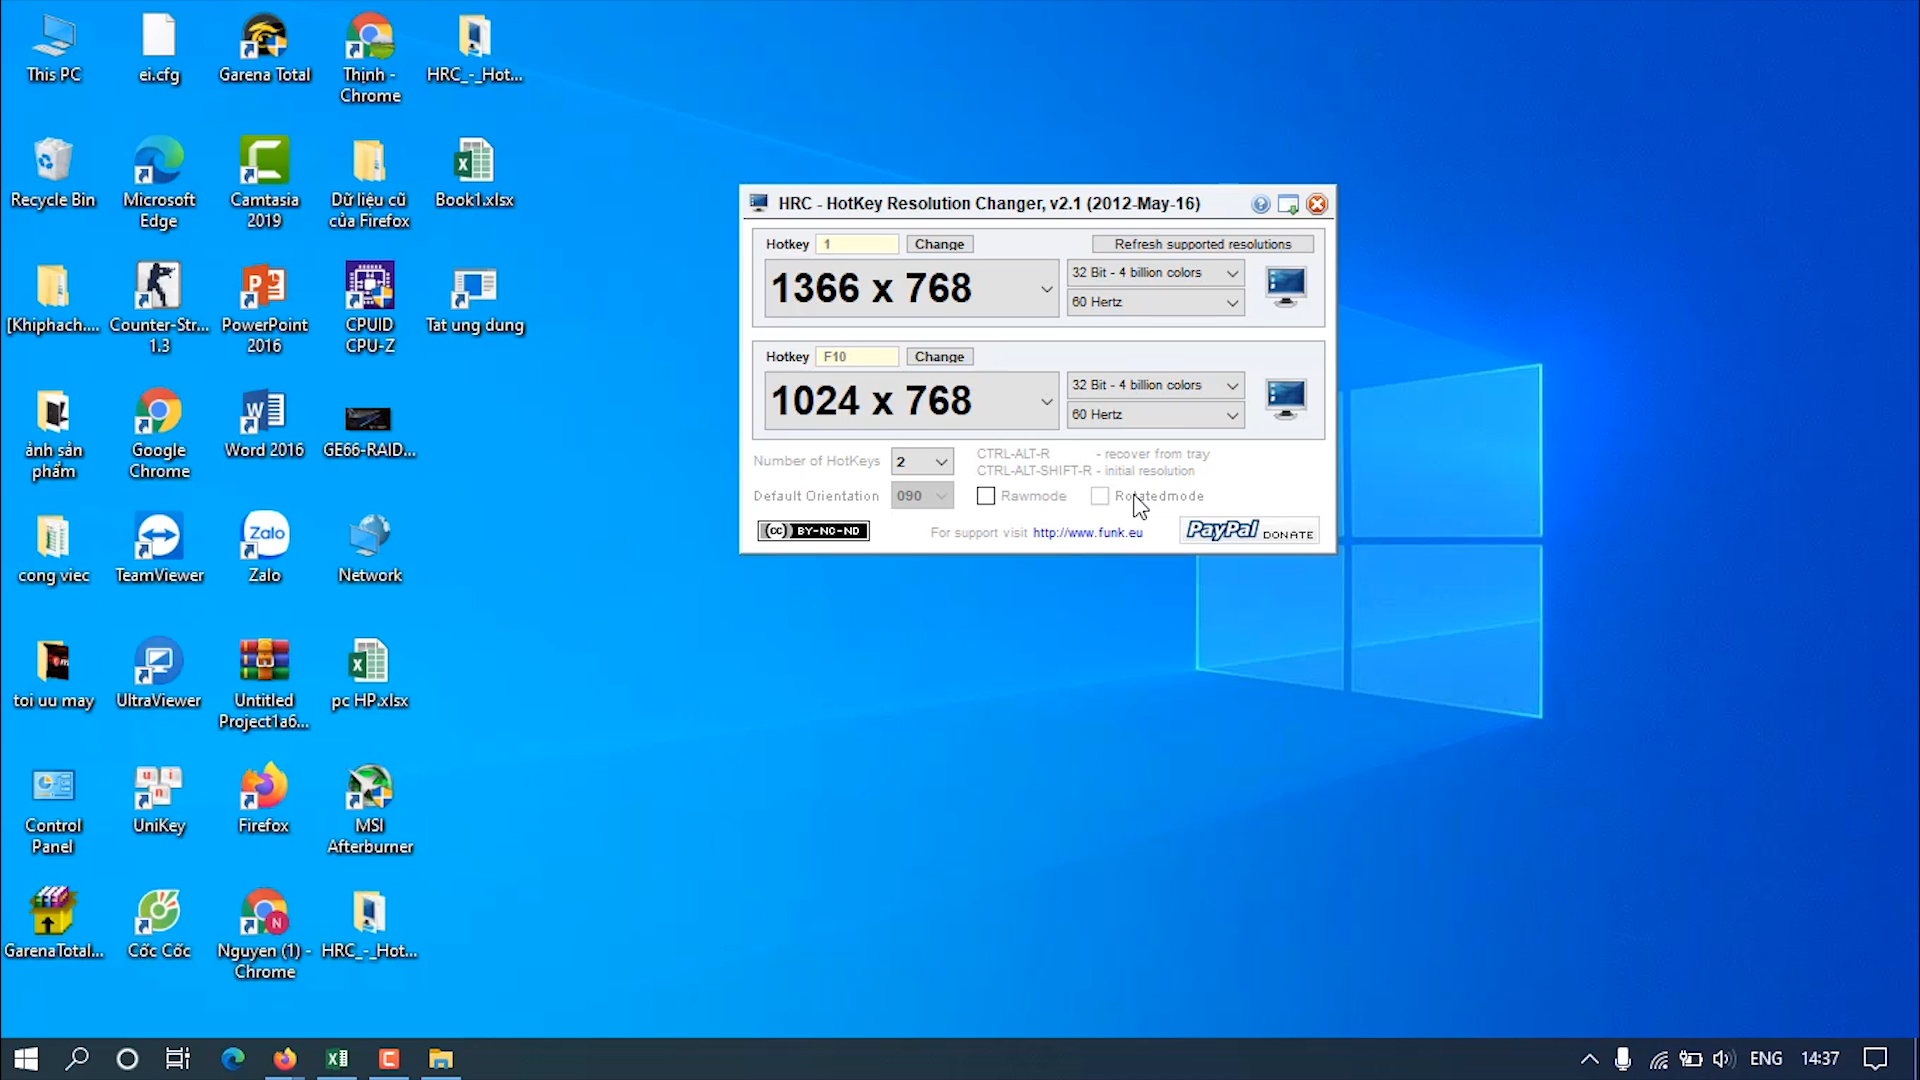 This PC
ei.cfg
Garena Total
Thịnh -
Chrome
HRC_-_Hot...
Recycle Bin
Microsoft
Edge
Camtasia
2019
Dữ liệu cũ
của Firefox
Book1.xlsx
[Khiphach....
Counter-Str...
1.3
PowerPoint
2016
CPUID
CPU-Z
Tat ung dung
ảnh sản
phẩm
Google
Chrome
Word 2016
GE66-RAID...
cong viec
TeamViewer
Zalo
Zalo
Network
toi uu may
UltraViewer
Untitled
Project1a6...
pc HP.xlsx
Control
Panel
UniKey
Firefox
MSI
Afterburner
GarenaTotal...
Cốc Cốc
Nguyen (1) -
Chrome
HRC_-_Hot...
HRC - HotKey Resolution Changer, v2.1 (2012-May-16)
Hotkey 1 Change Refresh supported resolutions
1366 x 768
32 Bit - 4 billion colors
60 Hertz
Hotkey F10 Change
1024 x 768
32 Bit - 4 billion colors
60 Hertz
Number of HotKeys 2
CTRL-ALT-R - recover from tray
CTRL-ALT-SHIFT-R - initial resolution
Default Orientation 090 Rawmode Rotatedmode
(cc) BY-NC-ND
For support visit http://www.funk.eu
PayPal DONATE
ENG 14:37